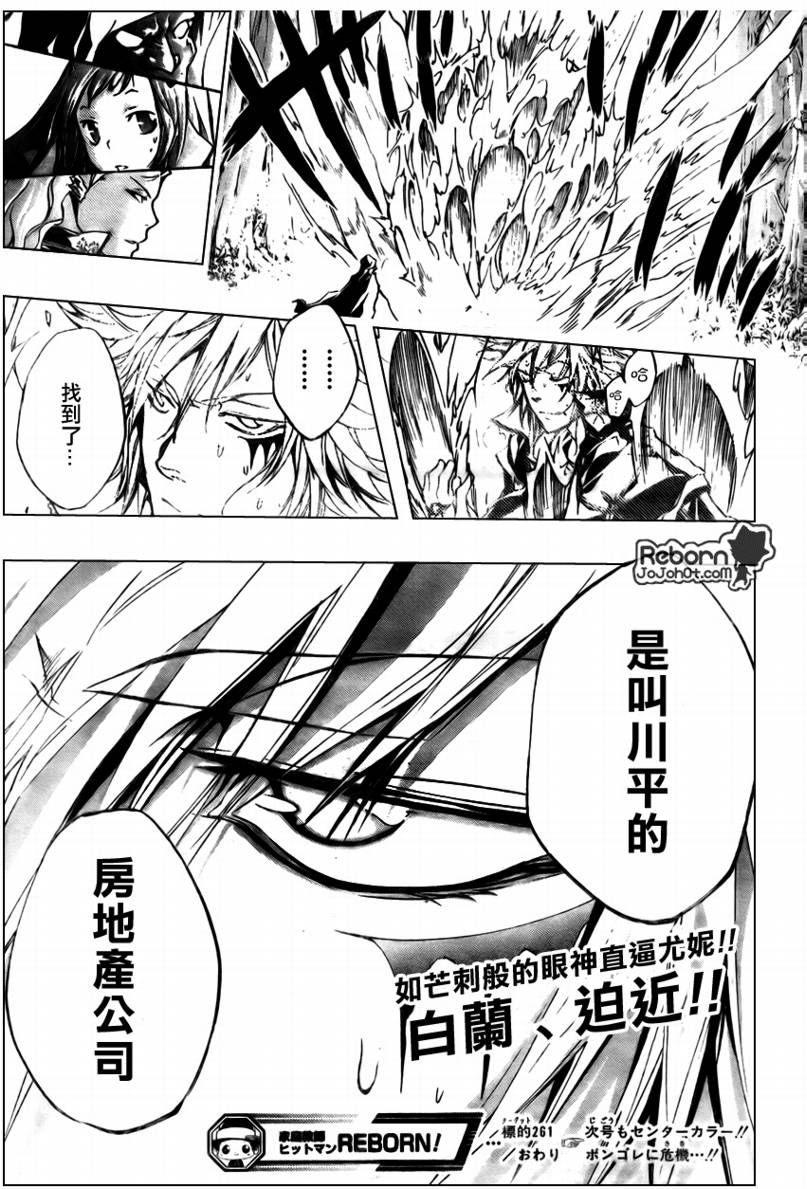 哈…
哈…
……
……
找到了…
Reborn
JoJoHot.com
是叫川平的
房地產公司
如芒刺般的眼神直逼尤妮!!
白蘭、迫近!!
家庭教師
ヒットマンREBORN!
ターゲット
/標的261
…/おわり
じごう
次号もセンターカラー!!
きき
ボンゴレに危機…!!